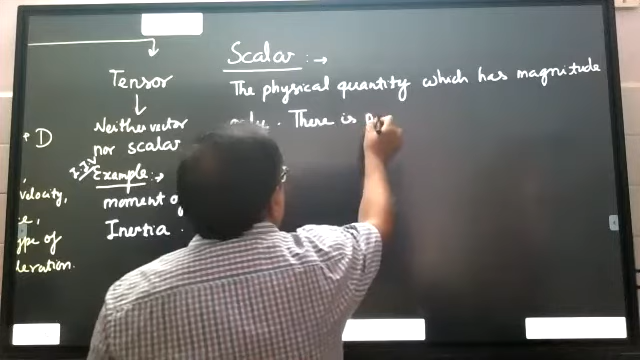 Tensor
Neither vector
nor scalar
Example :→
moment of
Inertia .
+ D
velocity,
e,
ype of
leration.
Scalar :→
The physical quantity which has magnitude
only. There is